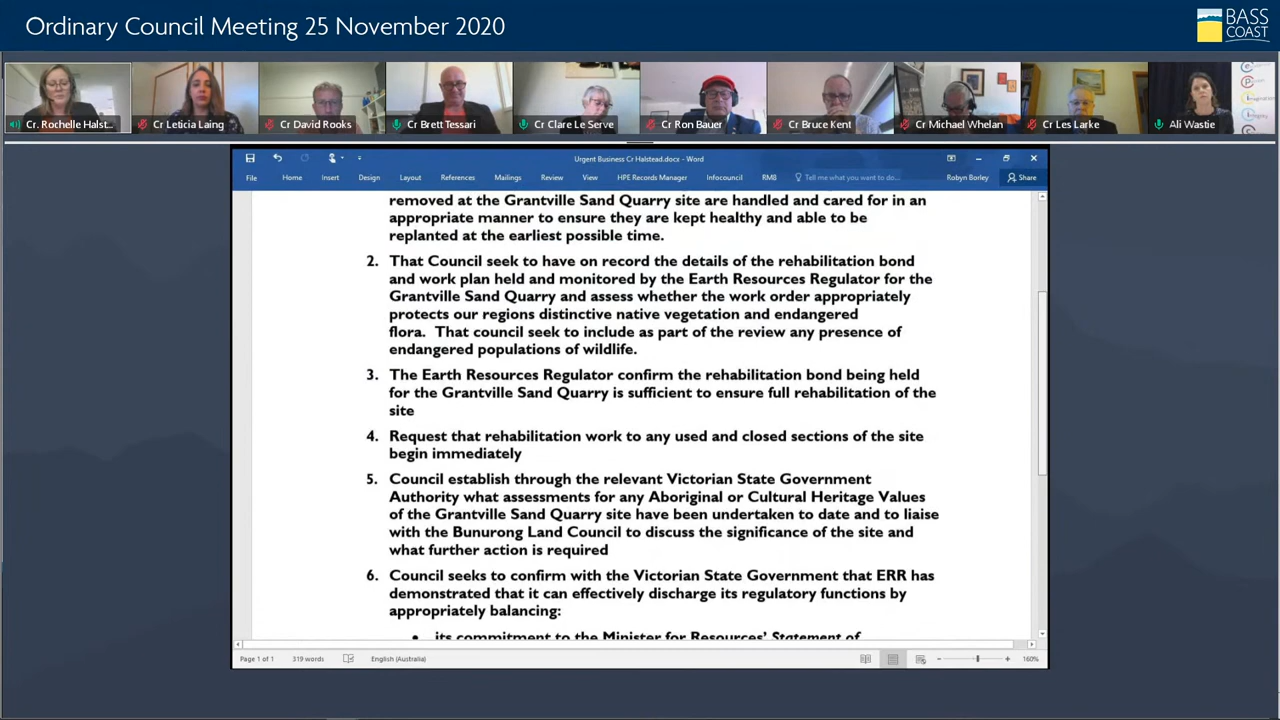 Ordinary Council Meeting 25 November 2020
BASS
COAST
Cr. Rochelle Halst...
Cr Leticia Laing
Cr David Rooks
Cr Brett Tessari
Cr Clare Le Serve
Cr Ron Bauer
Cr Bruce Kent
Cr Michael Whelan
Cr Les Larke
Ali Wastie
Urgent Business Cr Halstead.docx - Word
File Home Insert Design Layout References Mailings Review View HPE Records Manager Infocouncil RM8 Tell me what you want to do... Robyn Borley Share
removed at the Grantville Sand Quarry site are handled and cared for in an
appropriate manner to ensure they are kept healthy and able to be
replanted at the earliest possible time.
2. That Council seek to have on record the details of the rehabilitation bond
and work plan held and monitored by the Earth Resources Regulator for the
Grantville Sand Quarry and assess whether the work order appropriately
protects our regions distinctive native vegetation and endangered
flora. That council seek to include as part of the review any presence of
endangered populations of wildlife.
3. The Earth Resources Regulator confirm the rehabilitation bond being held
for the Grantville Sand Quarry is sufficient to ensure full rehabilitation of the
site
4. Request that rehabilitation work to any used and closed sections of the site
begin immediately
5. Council establish through the relevant Victorian State Government
Authority what assessments for any Aboriginal or Cultural Heritage Values
of the Grantville Sand Quarry site have been undertaken to date and to liaise
with the Bunurong Land Council to discuss the significance of the site and
what further action is required
6. Council seeks to confirm with the Victorian State Government that ERR has
demonstrated that it can effectively discharge its regulatory functions by
appropriately balancing:
• its commitment to the Minister for Resources' Statement of
Page 1 of 1 319 words English (Australia) 160%